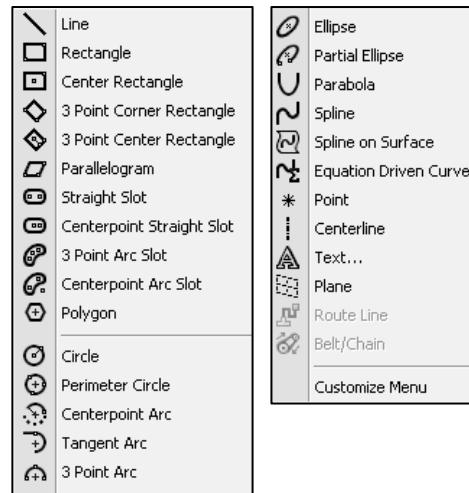 Line
Rectangle
Center Rectangle
3 Point Corner Rectangle
3 Point Center Rectangle
Parallelogram
Straight Slot
Centerpoint Straight Slot
3 Point Arc Slot
Centerpoint Arc Slot
Polygon
Circle
Perimeter Circle
Centerpoint Arc
Tangent Arc
3 Point Arc
Ellipse
Partial Ellipse
Parabola
Spline
Spline on Surface
Equation Driven Curve
Point
Centerline
Text...
Plane
Route Line
Belt/Chain
Customize Menu